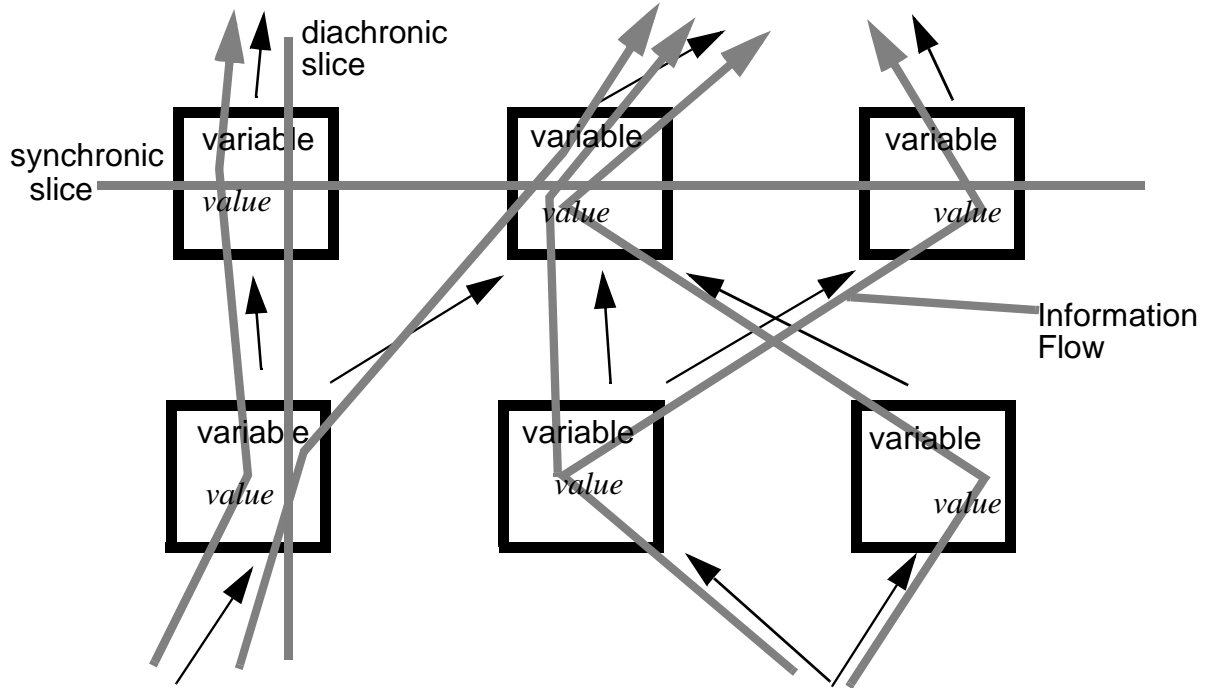 diachronic
slice
variable
variable
variable
synchronic
slice
value
value
value
Information
Flow
variable
variable
variable
value
value
value